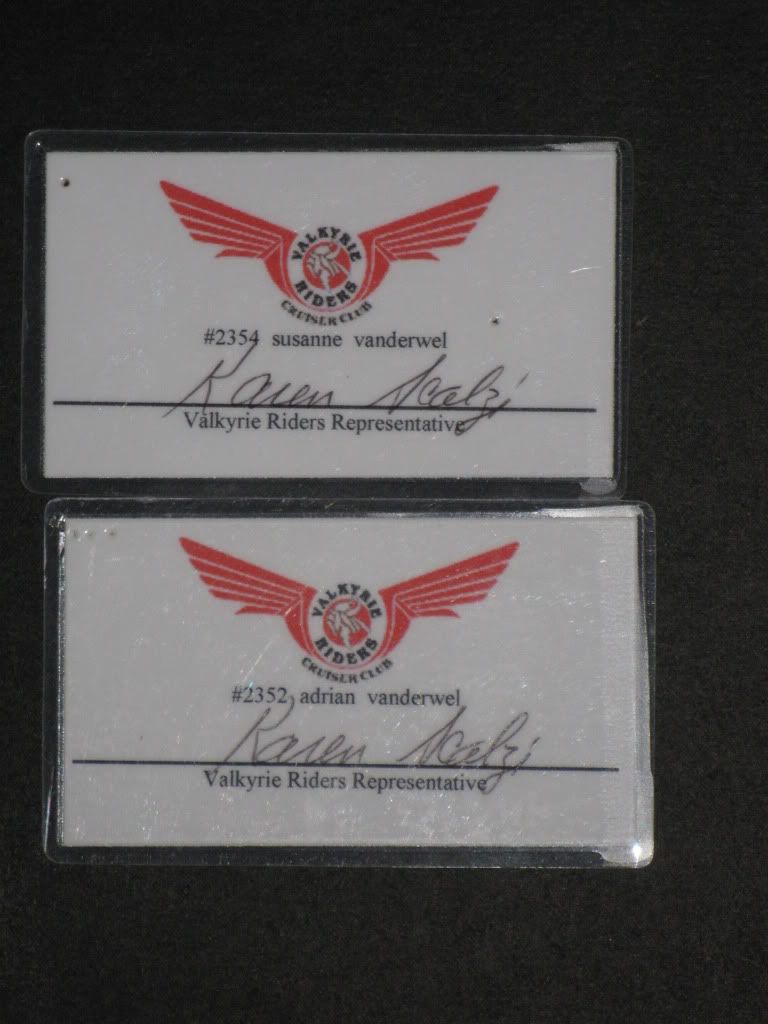 VALKYRIE
RIDERS
CRUISER CLUB
#2354 susanne vanderwel
Karen Scalzi
Valkyrie Riders Representative
VALKYRIE
RIDERS
CRUISER CLUB
#2352 adrian vanderwel
Karen Scalzi
Valkyrie Riders Representative